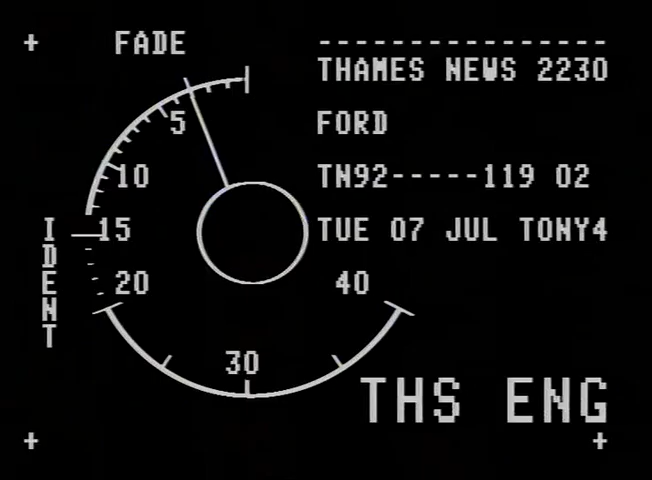 FADE
5
10
15
20
30
40
IDENT
----------------
THAMES NEWS 2230
FORD
TN92-----119 02
TUE 07 JUL TONY4
THS ENG